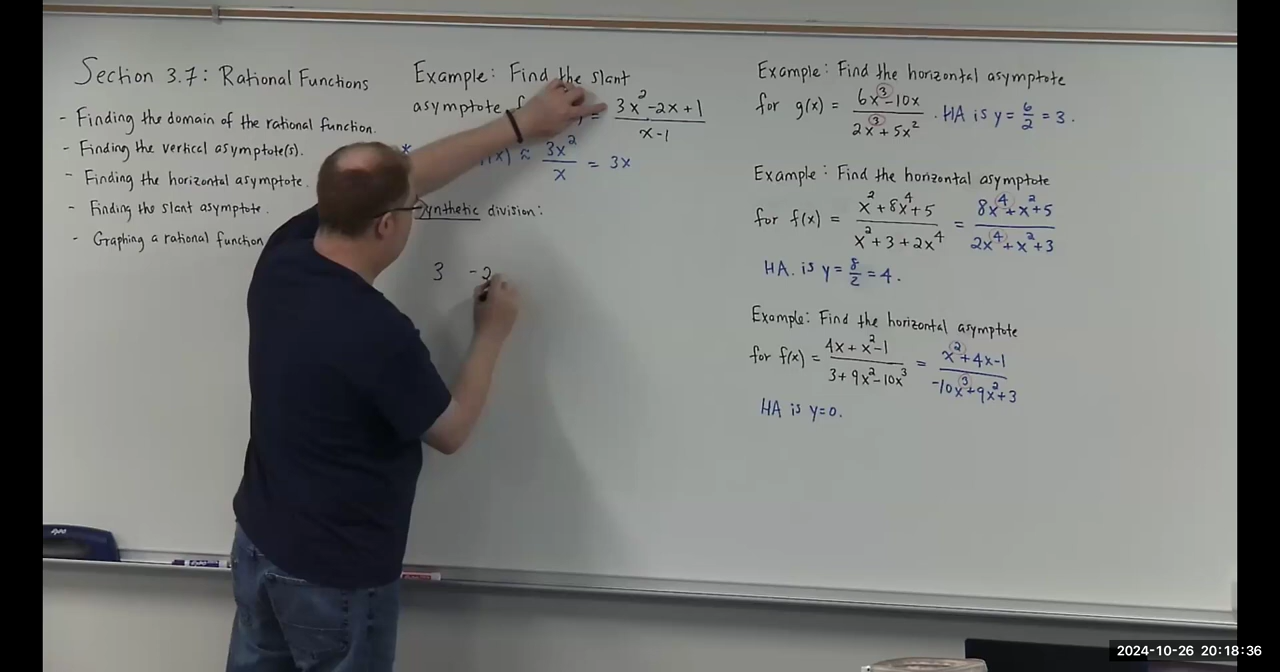 Section 3.7: Rational Functions
- Finding the domain of the rational function.
- Finding the vertical asymptote(s).
- Finding the horizontal asymptote.
- Finding the slant asymptote.
- Graphing a rational function
Example: Find the slant
asymptote = (3x² - 2x + 1)/(x - 1)
* (x) ≈ 3x²/x = 3x
synthetic division:
3 -2
Example: Find the horizontal asymptote
for g(x) = (6x³ - 10x)/(2x³ + 5x²) . HA is y = 6/2 = 3.
Example: Find the horizontal asymptote
for f(x) = (x² + 8x⁴ + 5)/(x² + 3 + 2x⁴) = (8x⁴ + x² + 5)/(2x⁴ + x² + 3)
HA. is y = 8/2 = 4.
Example: Find the horizontal asymptote
for f(x) = (4x + x² - 1)/(3 + 9x² - 10x³) = (x² + 4x - 1)/(-10x³ + 9x² + 3)
HA is y = 0.
expo
2024-10-26 20:18:36